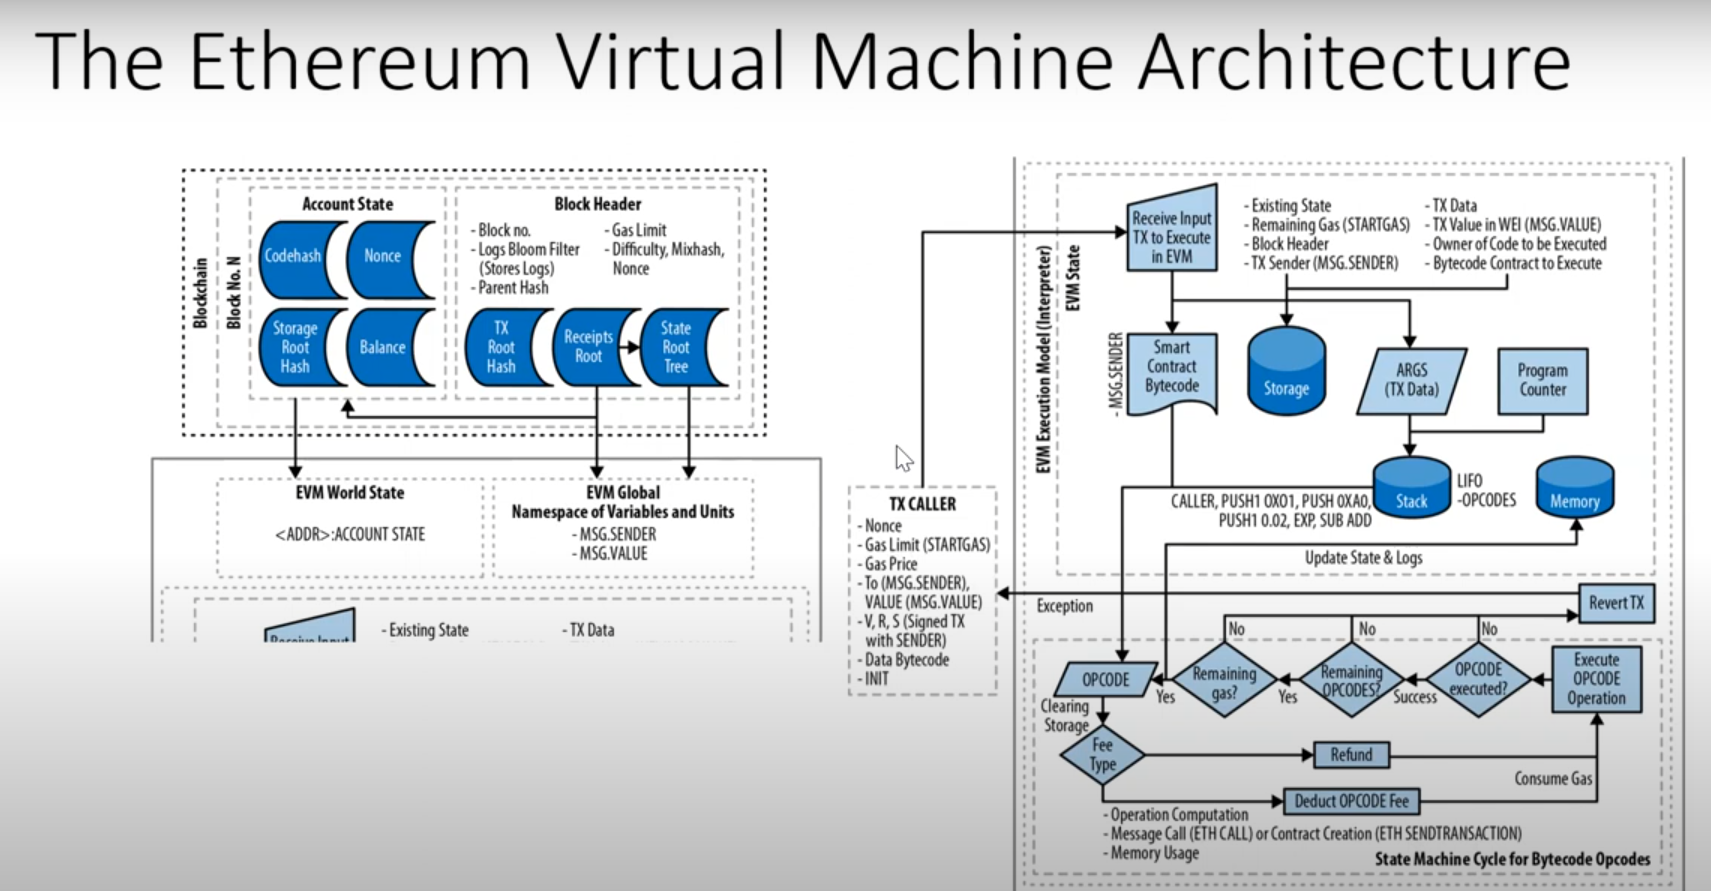 The Ethereum Virtual Machine Architecture
Blockchain
Block No. N
Account State
Codehash
Nonce
Storage
Root
Hash
Balance
Block Header
- Block no.
- Logs Bloom Filter
(Stores Logs)
- Parent Hash
- Gas Limit
- Difficulty, Mixhash,
Nonce
TX
Root
Hash
Receipts
Root
State
Root
Tree
EVM World State
<ADDR>:ACCOUNT STATE
EVM Global
Namespace of Variables and Units
- MSG.SENDER
- MSG.VALUE
Receive Input
- Existing State
- TX Data
TX CALLER
- Nonce
- Gas Limit (STARTGAS)
- Gas Price
- To (MSG.SENDER),
VALUE (MSG.VALUE)
- V, R, S (Signed TX
with SENDER)
- Data Bytecode
- INIT
EVM Execution Model (Interpreter)
EVM State
Receive Input
TX to Execute
in EVM
- Existing State
- Remaining Gas (STARTGAS)
- Block Header
- TX Sender (MSG.SENDER)
- TX Data
- TX Value in WEI (MSG.VALUE)
- Owner of Code to be Executed
- Bytecode Contract to Execute
- MSG.SENDER
Smart
Contract
Bytecode
Storage
ARGS
(TX Data)
Program
Counter
CALLER, PUSH1 0X01, PUSH 0XA0,
PUSH1 0.02, EXP, SUB ADD
Stack
LIFO
-OPCODES
Memory
Update State & Logs
Exception
Revert TX
No
No
No
OPCODE
Yes
Remaining
gas?
Yes
Remaining
OPCODES?
Success
OPCODE
executed?
Execute
OPCODE
Operation
Clearing
Storage
Fee
Type
Refund
Consume Gas
Deduct OPCODE Fee
- Operation Computation
- Message Call (ETH CALL) or Contract Creation (ETH SENDTRANSACTION)
- Memory Usage
State Machine Cycle for Bytecode Opcodes